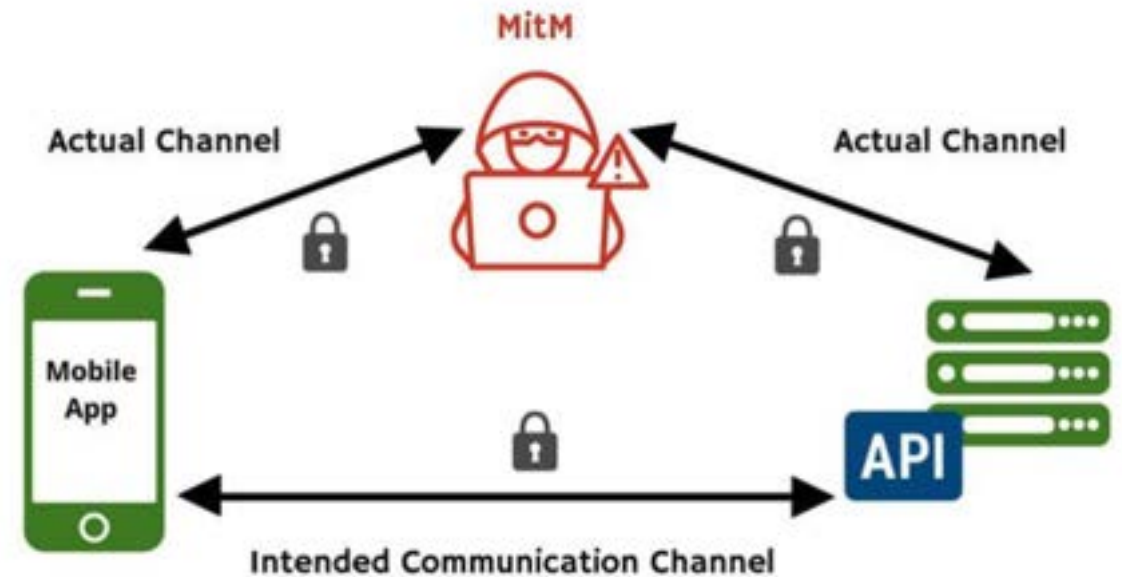 MitM
Actual Channel
Actual Channel
Mobile
App
API
Intended Communication Channel